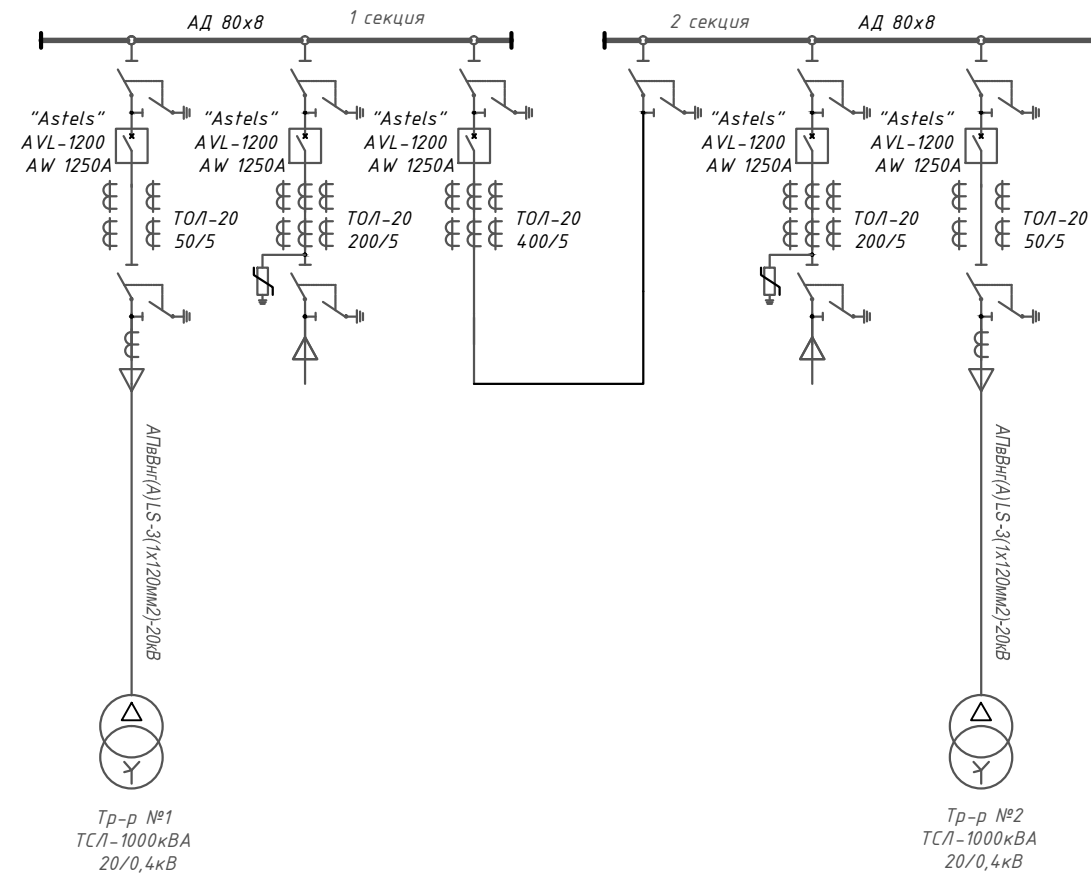 АД 80х8
1 секция
2 секция
АД 80х8
"Astels"
AVL-1200
AW 1250A
"Astels"
AVL-1200
AW 1250A
"Astels"
AVL-1200
AW 1250A
"Astels"
AVL-1200
AW 1250A
"Astels"
AVL-1200
AW 1250A
ТОЛ-20
50/5
ТОЛ-20
200/5
ТОЛ-20
400/5
ТОЛ-20
200/5
ТОЛ-20
50/5
АПвВнг(А)LS-3(1х120мм2)-20кВ
АПвВнг(А)LS-3(1х120мм2)-20кВ
Тр-р №1
ТСЛ-1000кВА
20/0,4кВ
Тр-р №2
ТСЛ-1000кВА
20/0,4кВ